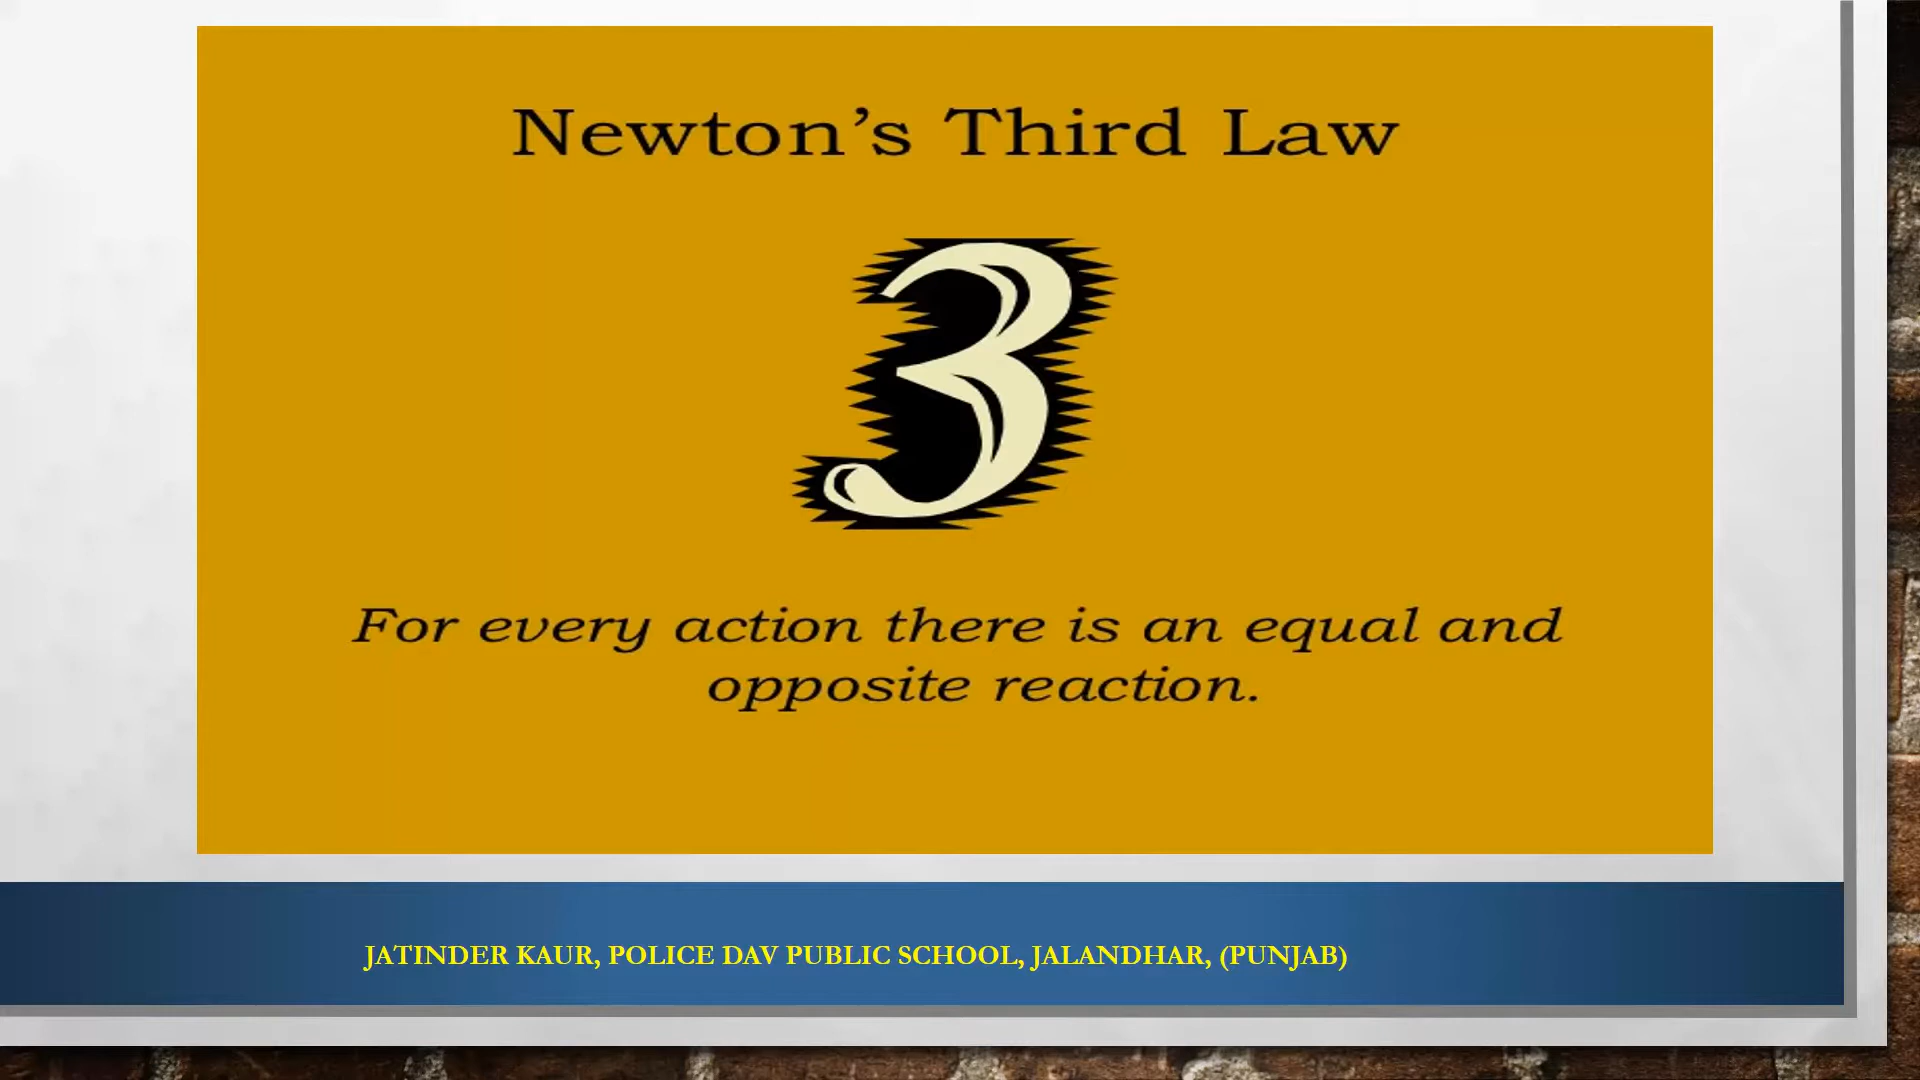 Newton’s Third Law
3
For every action there is an equal and
opposite reaction.
JATINDER KAUR, POLICE DAV PUBLIC SCHOOL, JALANDHAR, (PUNJAB)